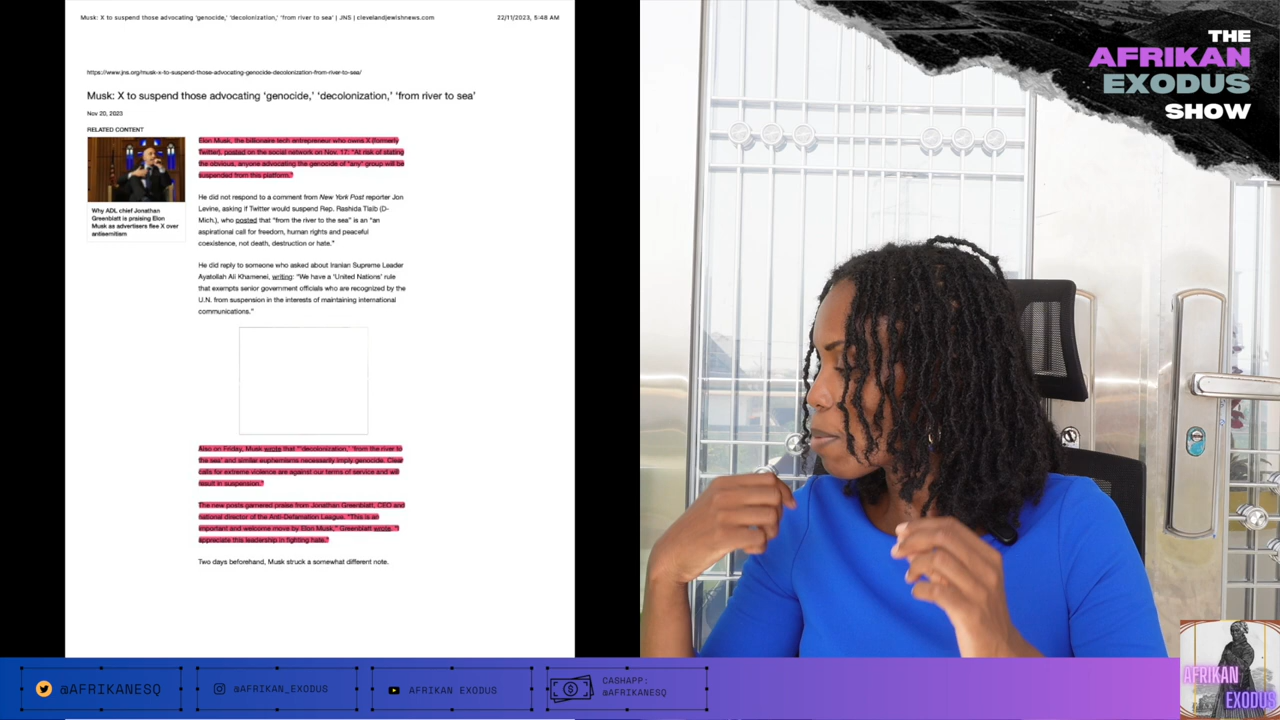 Musk: X to suspend those advocating ‘genocide,’ ‘decolonization,’ ‘from river to sea’ | JNS | clevelandjewishnews.com
22/11/2023, 5:48 AM
https://www.jns.org/musk-x-to-suspend-those-advocating-genocide-decolonization-from-river-to-sea/
Musk: X to suspend those advocating ‘genocide,’ ‘decolonization,’ ‘from river to sea’
Nov 20, 2023
RELATED CONTENT
Why ADL chief Jonathan
Greenblatt is praising Elon
Musk as advertisers flee X over
antisemitism
Elon Musk, the billionaire tech entrepreneur who owns X (formerly
Twitter), posted on the social network on Nov. 17: “At risk of stating
the obvious, anyone advocating the genocide of “any” group will be
suspended from this platform.”
He did not respond to a comment from New York Post reporter Jon
Levine, asking if Twitter would suspend Rep. Rashida Tlaib (D-
Mich.), who posted that “from the river to the sea” is an “an
aspirational call for freedom, human rights and peaceful
coexistence, not death, destruction or hate.”
He did reply to someone who asked about Iranian Supreme Leader
Ayatollah Ali Khamenei, writing: “We have a ‘United Nations’ rule
that exempts senior government officials who are recognized by the
U.N. from suspension in the interests of maintaining international
communications.”
Also on Friday, Musk wrote that “‘decolonization,’ ‘from the river to
the sea’ and similar euphemisms necessarily imply genocide. Clear
calls for extreme violence are against our terms of service and will
result in suspension.”
The new posts garnered praise from Jonathan Greenblatt, CEO and
national director of the Anti-Defamation League. “This is an
important and welcome move by Elon Musk,” Greenblatt wrote. “I
appreciate this leadership in fighting hate.”
Two days beforehand, Musk struck a somewhat different note.
THE
AFRIKAN
EXODUS
SHOW
@AFRIKANESQ
@AFRIKAN_EXODUS
AFRIKAN EXODUS
CASHAPP:
@AFRIKANESQ
AFRIKAN
EXODUS